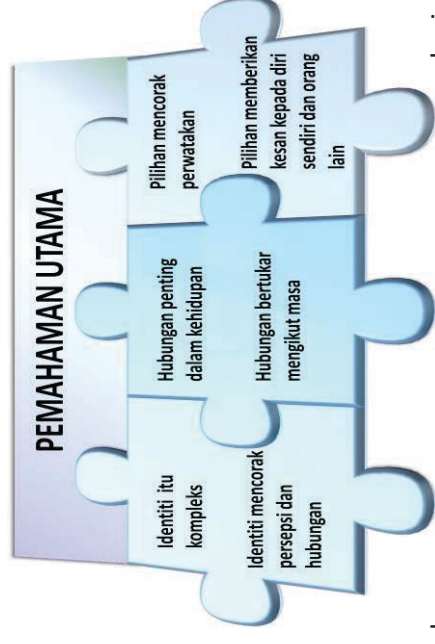 PEMAHAMAN UTAMA
Identiti itu
kompleks
Identiti mencorak
persepsi dan
hubungan
Hubungan penting
dalam kehidupan
Hubungan bertukar
mengikut masa
Pilihan mencorak
perwatakan
Pilihan memberikan
kesan kepada diri
sendiri dan orang
lain